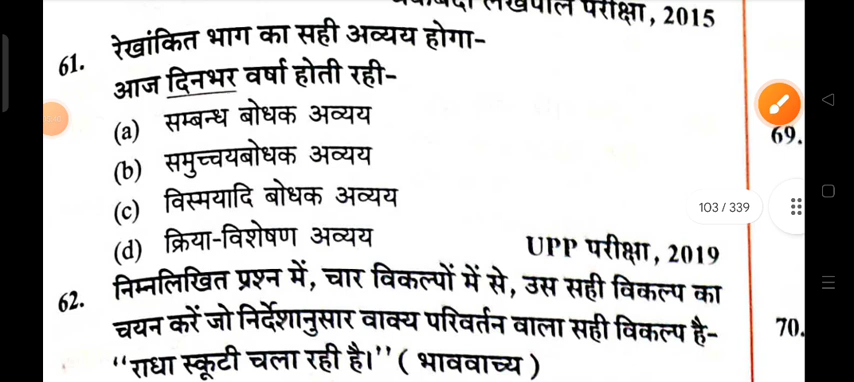 लेखपाल परीक्षा, 2015
61. रेखांकित भाग का सही अव्यय होगा-
आज दिनभर वर्षा होती रही-
(a) सम्बन्ध बोधक अव्यय
(b) समुच्चयबोधक अव्यय
(c) विस्मयादि बोधक अव्यय
(d) क्रिया-विशेषण अव्यय
UPP परीक्षा, 2019
62. निम्नलिखित प्रश्न में, चार विकल्पों में से, उस सही विकल्प का
चयन करें जो निर्देशानुसार वाक्य परिवर्तन वाला सही विकल्प है-
‘‘राधा स्कूटी चला रही है।’’ ( भाववाच्य )
69.
103 / 339
70.